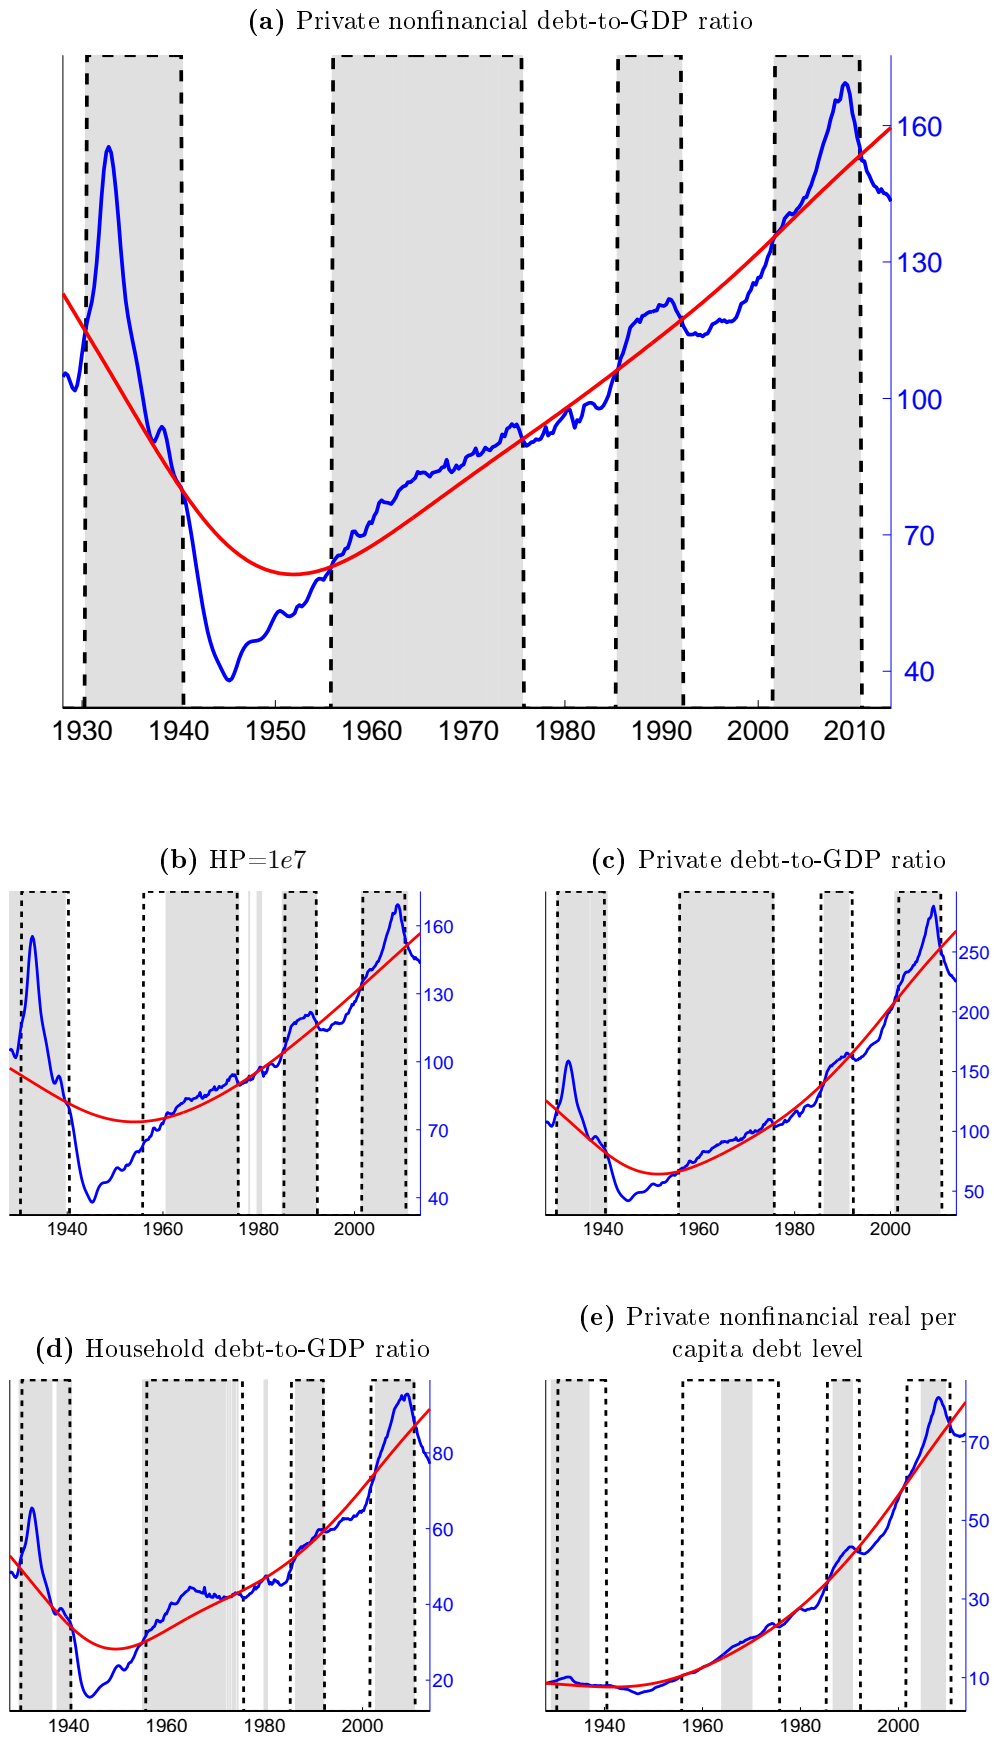 (a) Private nonfinancial debt-to-GDP ratio
160
130
100
70
40
1930 1940 1950 1960 1970 1980 1990 2000 2010
(b) HP=1e7
160
130
100
70
40
1940 1960 1980 2000
(c) Private debt-to-GDP ratio
250
200
150
100
50
1940 1960 1980 2000
(d) Household debt-to-GDP ratio
80
60
40
20
1940 1960 1980 2000
(e) Private nonfinancial real per
capita debt level
70
50
30
10
1940 1960 1980 2000